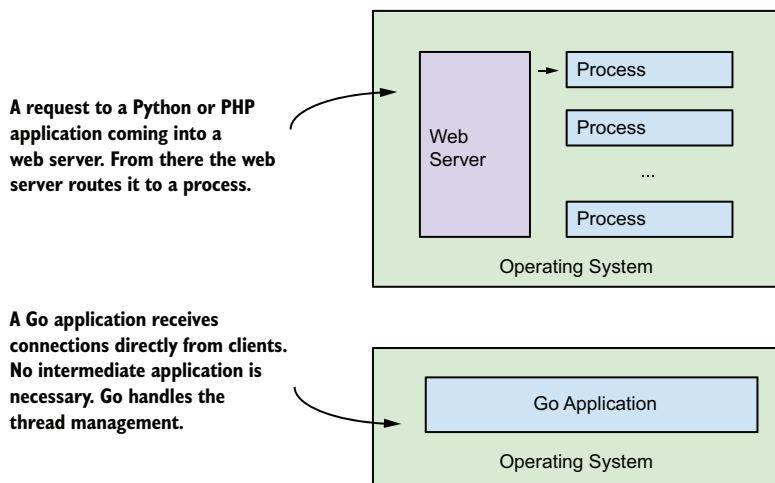 A request to a Python or PHP
application coming into a
web server. From there the web
server routes it to a process.
Web
Server
Process
Process
...
Process
Operating System
A Go application receives
connections directly from clients.
No intermediate application is
necessary. Go handles the
thread management.
Go Application
Operating System